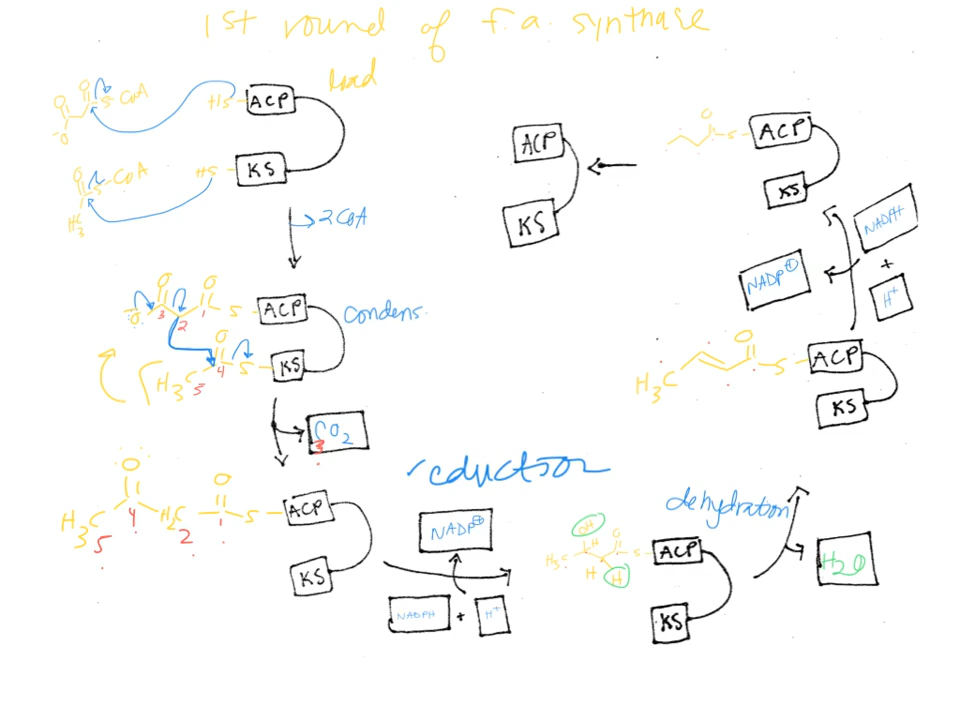 1st round of f.a. synthase
load
O O S CoA
-O
HS ACP
KS
HS
O S-CoA
H3C
→ 2 CoA
O O
-O 3 2 1 S ACP
condens.
O
H3C 5 4 S KS
CO2
3
reduction
O O
H3C 5 4 H2C 2 1 S ACP
KS
NADP+
NADPH + H+
OH O
H3C H S ACP
H H
KS
dehydration
H2O
O
H3C S ACP
KS
NADPH
+
H+
NADP+
O
S ACP
KS
ACP
KS